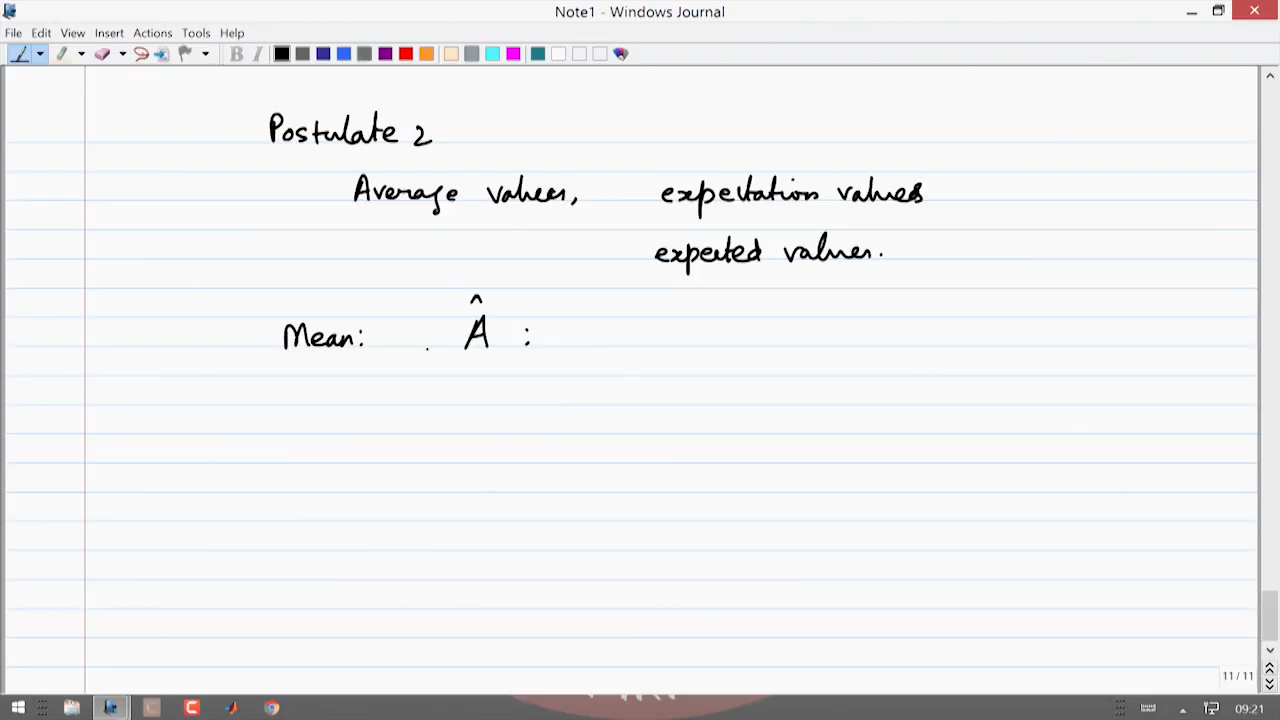 Note1 - Windows Journal
File Edit View Insert Actions Tools Help
B I
Postulate 2
Average values, expectation values
expected values.
Mean: Â :
11/11
09:21